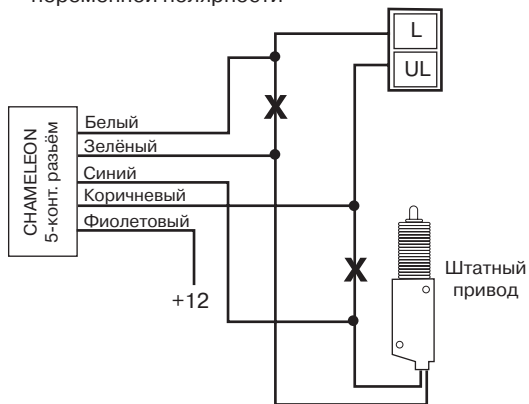 переменной полярности
L
UL
CHAMELEON
5-конт. разъём
Белый
Зелёный
Синий
Коричневый
Фиолетовый
+12
X
X
Штатный
привод